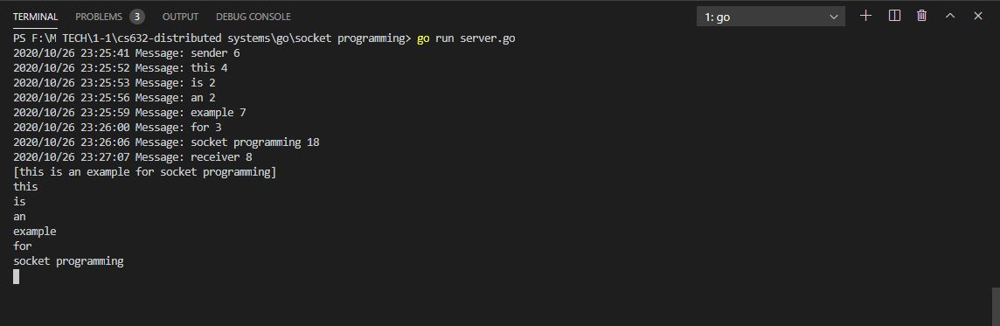 TERMINAL PROBLEMS 3 OUTPUT DEBUG CONSOLE 1: go
PS F:\M TECH\1-1\cs632-distributed systems\go\socket programming> go run server.go
2020/10/26 23:25:41 Message: sender 6
2020/10/26 23:25:52 Message: this 4
2020/10/26 23:25:53 Message: is 2
2020/10/26 23:25:56 Message: an 2
2020/10/26 23:25:59 Message: example 7
2020/10/26 23:26:00 Message: for 3
2020/10/26 23:26:06 Message: socket programming 18
2020/10/26 23:27:07 Message: receiver 8
[this is an example for socket programming]
this
is
an
example
for
socket programming